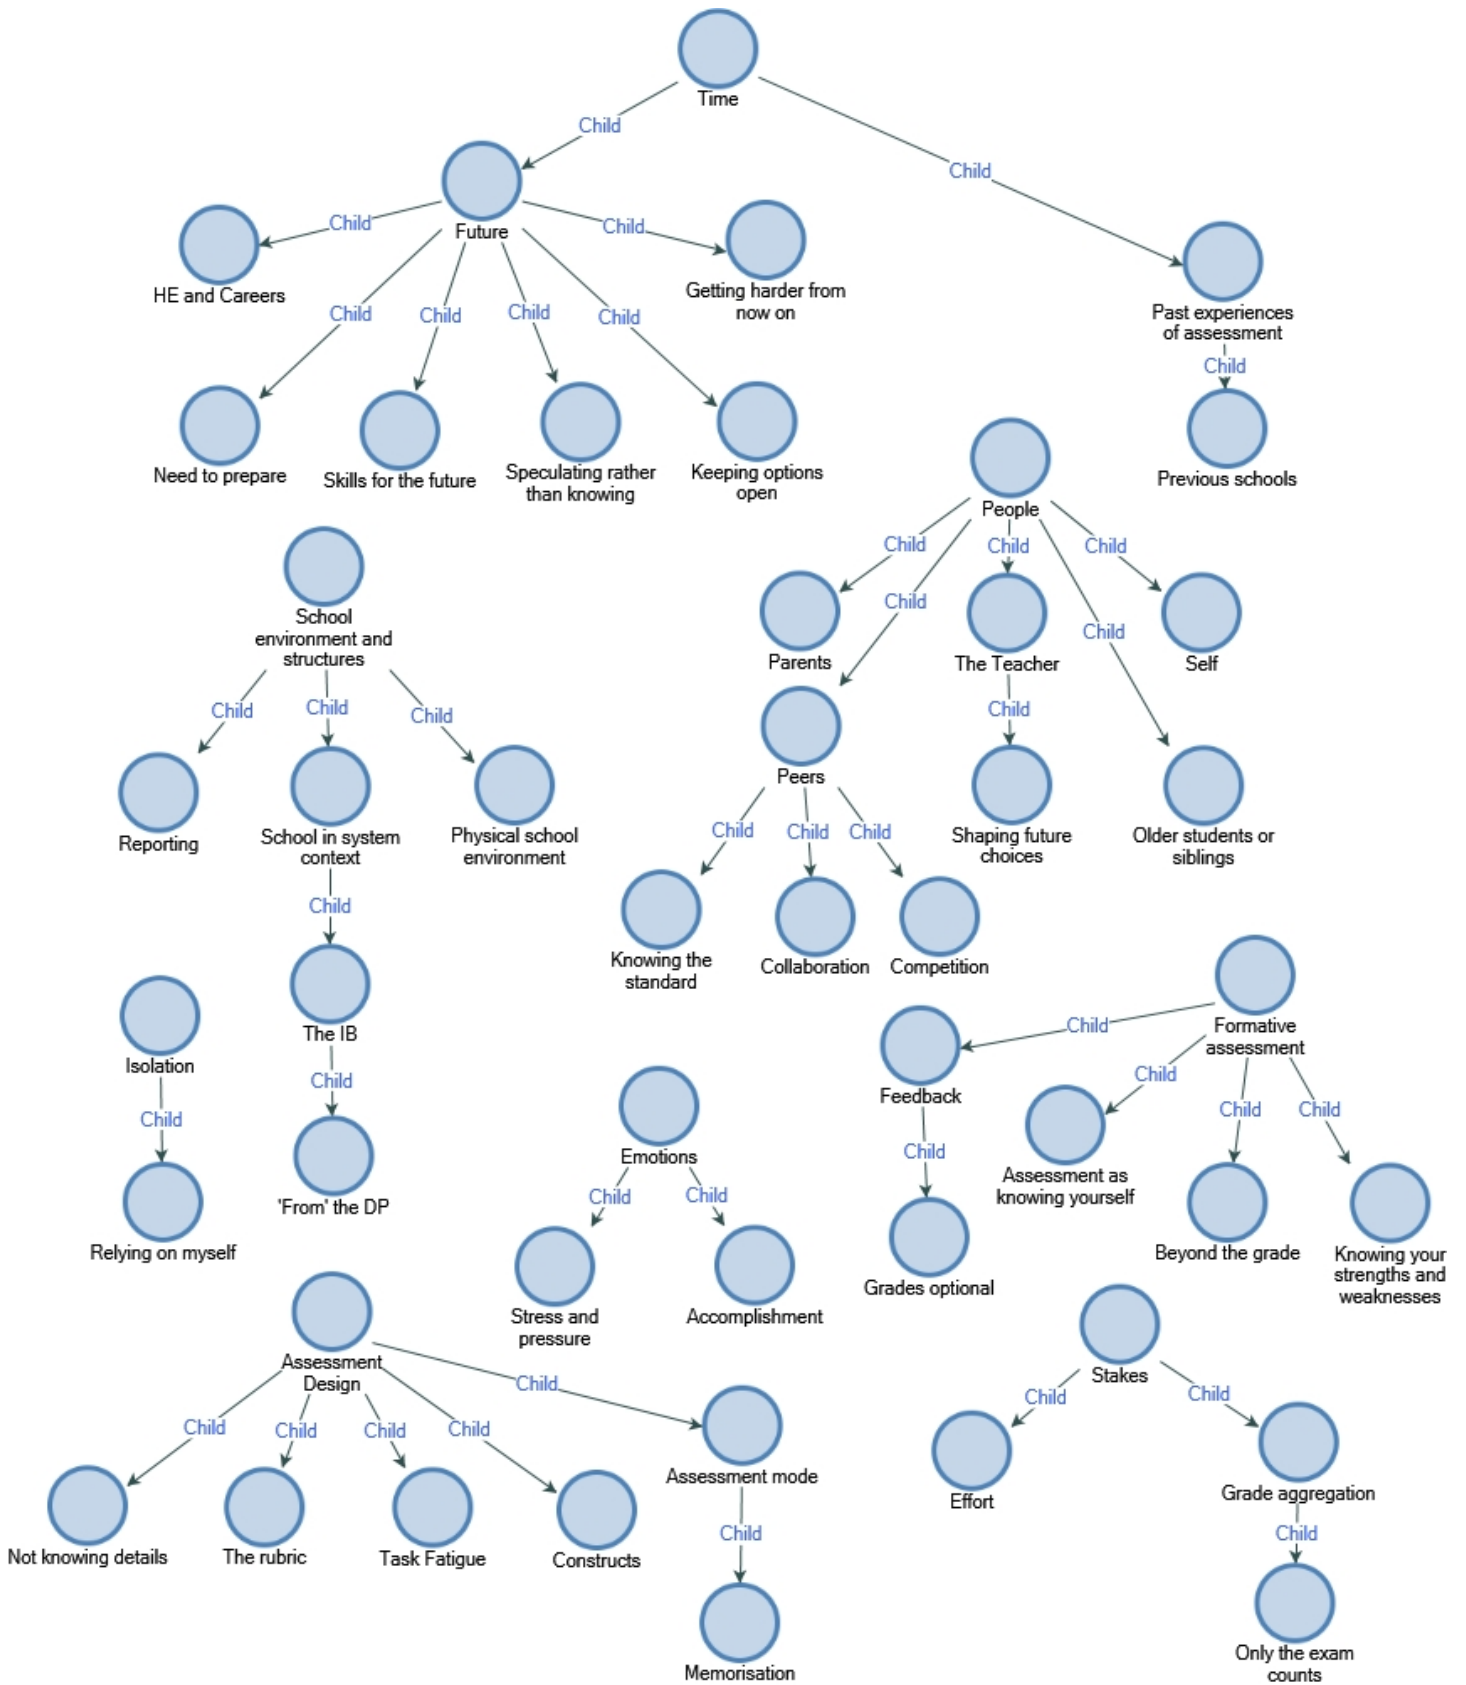 Time
Child
Child
Future
Child
Child
HE and Careers
Getting harder from
now on
Past experiences
of assessment
Child
Child
Child
Child
Child
Need to prepare
Skills for the future
Speculating rather
than knowing
Keeping options
open
Previous schools
People
Child
Child
Child
Child
Child
Parents
The Teacher
Self
School
environment and
structures
Child
Child
Child
Child
Peers
Reporting
School in system
context
Physical school
environment
Shaping future
choices
Older students or
siblings
Child
Child
Child
Child
Knowing the
standard
Collaboration
Competition
Isolation
The IB
Formative
assessment
Child
Child
Child
Child
Feedback
Child
Child
Child
Emotions
Assessment as
knowing yourself
Child
Child
Child
'From' the DP
Relying on myself
Beyond the grade
Knowing your
strengths and
weaknesses
Grades optional
Stress and
pressure
Accomplishment
Assessment
Design
Stakes
Child
Child
Child
Child
Child
Child
Child
Assessment mode
Effort
Grade aggregation
Child
Child
Not knowing details
The rubric
Task Fatigue
Constructs
Memorisation
Only the exam
counts